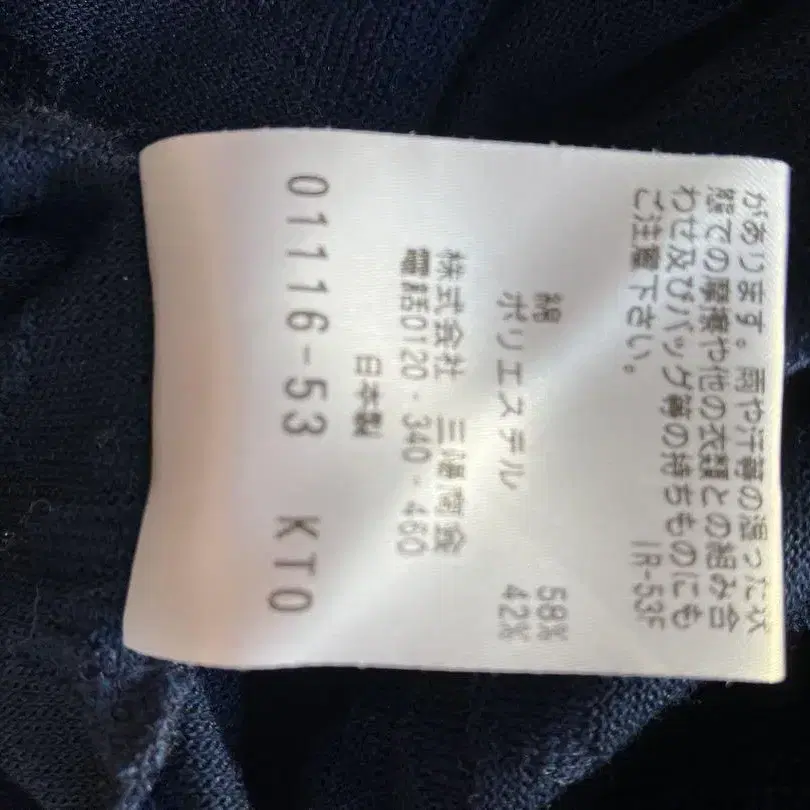 があります。雨や汗等の湿った状
態での摩擦や他の衣類との組み合
わせ及びバッグ等の持ちものにも
ご注意下さい。 IR-53F
綿 58%
ポリエステル 42%
株式会社 三陽商会
電話0120-340-460
日本製
01116-53 KTO